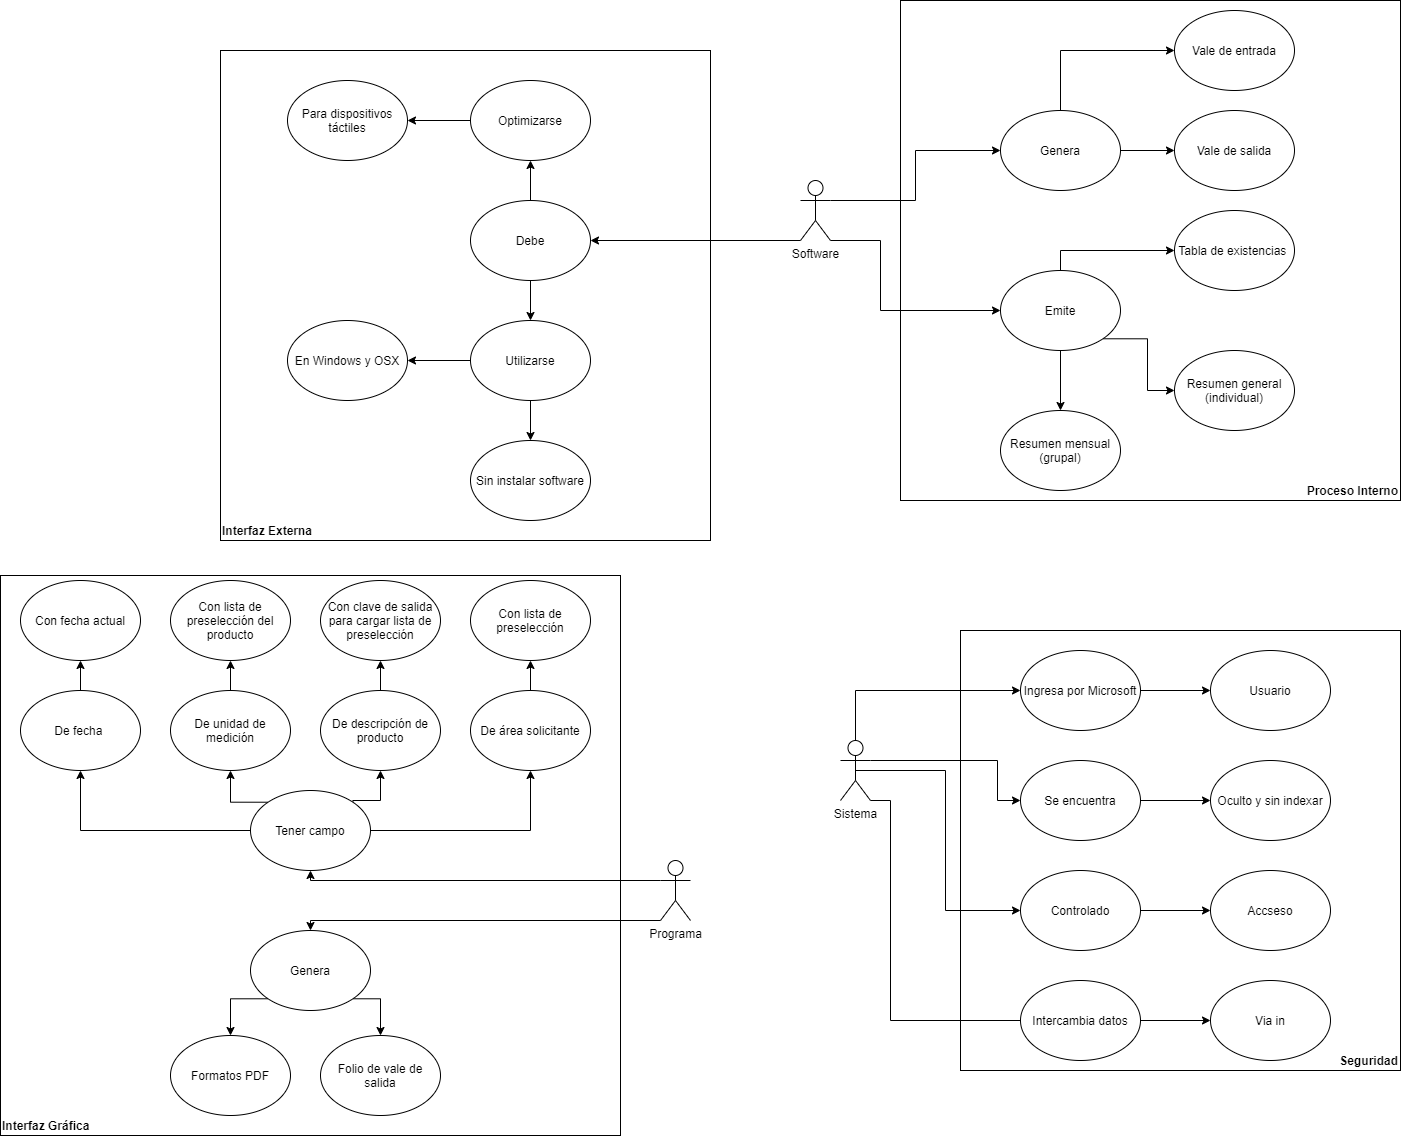 Para dispositivos
táctiles
Optimizarse
Debe
En Windows y OSX
Utilizarse
Sin instalar software
Interfaz Externa
Software
Vale de entrada
Genera
Vale de salida
Tabla de existencias
Emite
Resumen general
(individual)
Resumen mensual
(grupal)
Proceso Interno
Con fecha actual
Con lista de
preselección del
producto
Con clave de salida
para cargar lista de
preselección
Con lista de
preselección
De fecha
De unidad de
medición
De descripción de
producto
De área solicitante
Tener campo
Programa
Genera
Formatos PDF
Folio de vale de
salida
Interfaz Gráfica
Ingresa por Microsoft
Usuario
Sistema
Se encuentra
Oculto y sin indexar
Controlado
Accseso
Intercambia datos
Via in
Seguridad